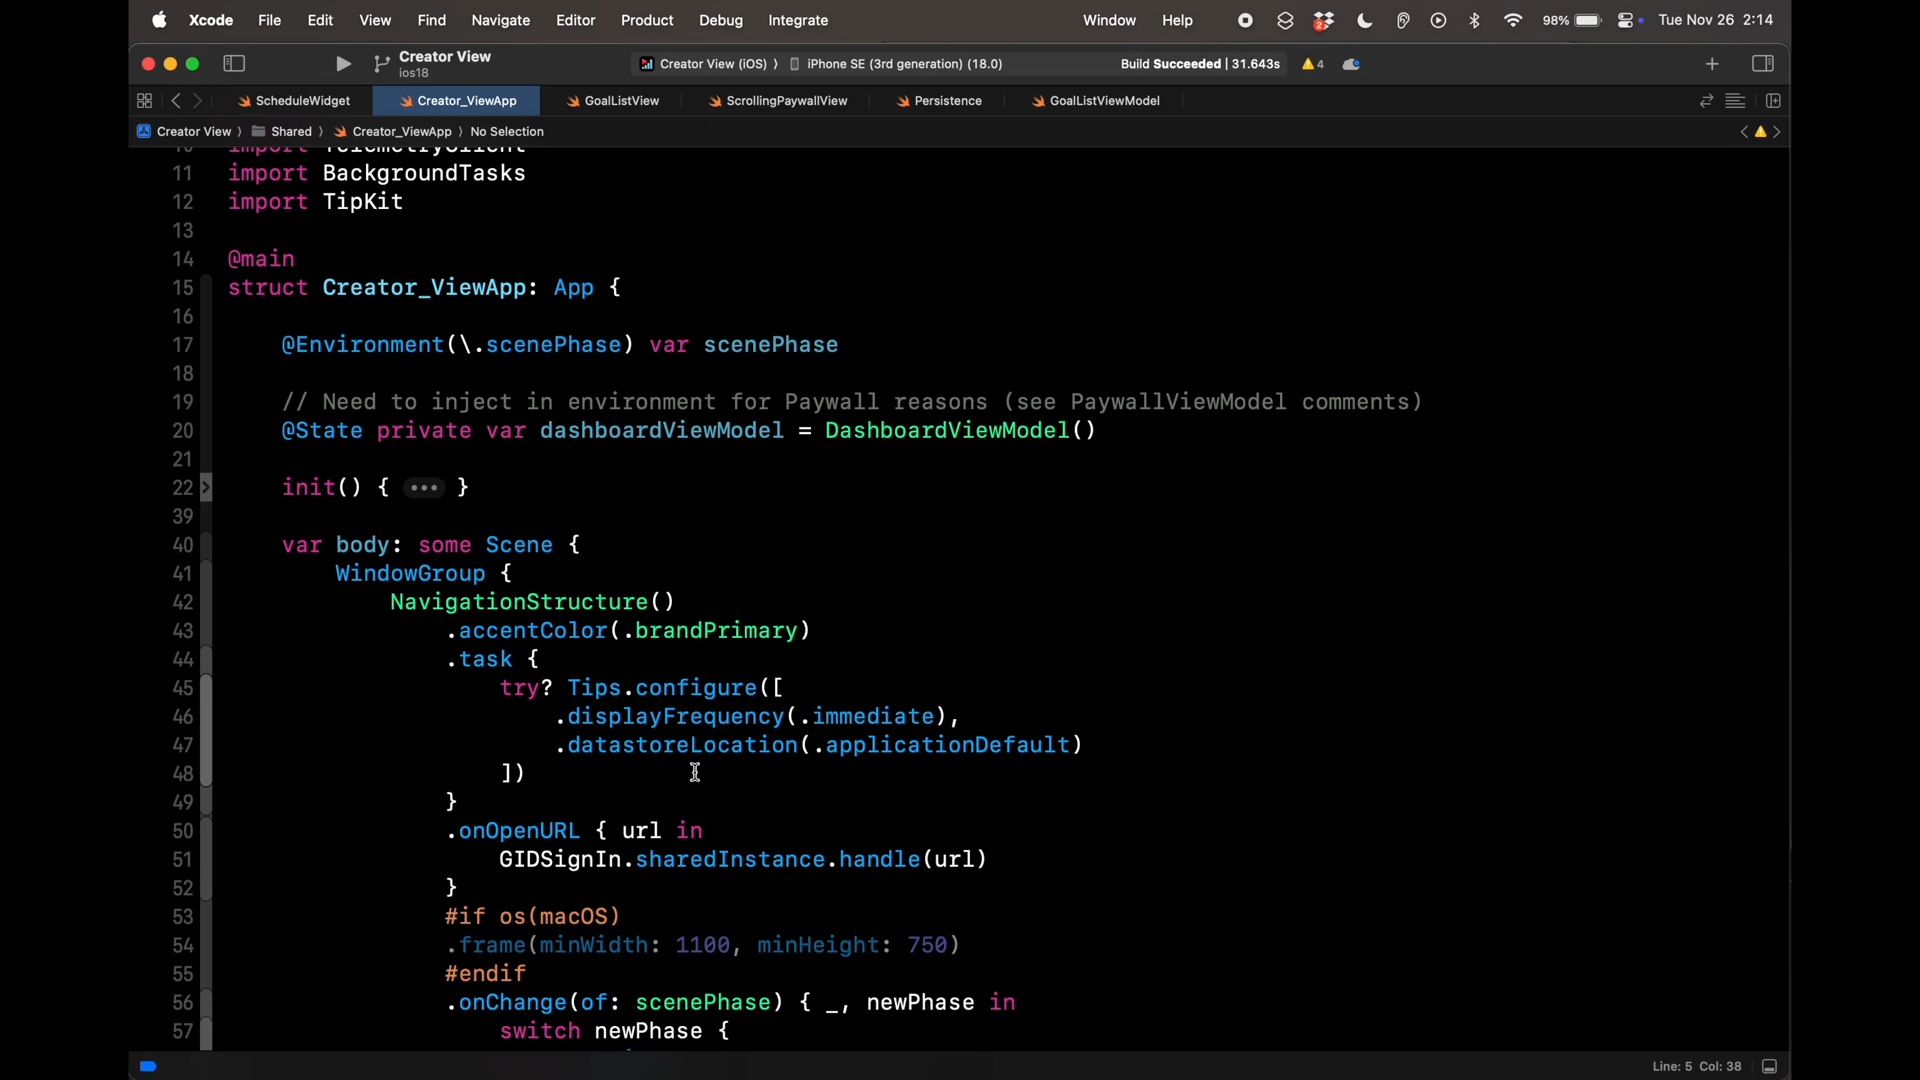 Xcode File Edit View Find Navigate Editor Product Debug Integrate Window Help 2 98% Tue Nov 26 2:14
Creator View
ios18
Creator View (iOS) 〉 iPhone SE (3rd generation) (18.0) Build Succeeded | 31.643s 4
ScheduleWidget Creator_ViewApp GoalListView ScrollingPaywallView Persistence GoalListViewModel
Creator View 〉 Shared 〉 Creator_ViewApp 〉 No Selection
10 import TelemetryClient
11 import BackgroundTasks
12 import TipKit
13
14 @main
15 struct Creator_ViewApp: App {
16
17 @Environment(\.scenePhase) var scenePhase
18
19 // Need to inject in environment for Paywall reasons (see PaywallViewModel comments)
20 @State private var dashboardViewModel = DashboardViewModel()
21
22 init() { ••• }
39
40 var body: some Scene {
41 WindowGroup {
42 NavigationStructure()
43 .accentColor(.brandPrimary)
44 .task {
45 try? Tips.configure([
46 .displayFrequency(.immediate),
47 .datastoreLocation(.applicationDefault)
48 ])
49 }
50 .onOpenURL { url in
51 GIDSignIn.sharedInstance.handle(url)
52 }
53 #if os(macOS)
54 .frame(minWidth: 1100, minHeight: 750)
55 #endif
56 .onChange(of: scenePhase) { _, newPhase in
57 switch newPhase {
Line: 5 Col: 38